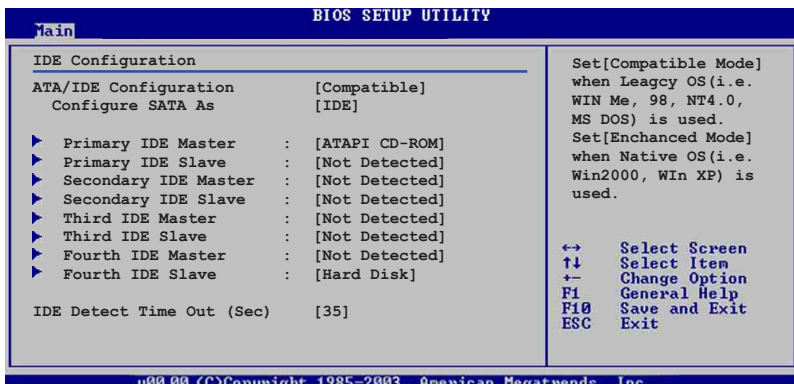 BIOS SETUP UTILITY
Main
IDE Configuration
ATA/IDE Configuration [Compatible]
Configure SATA As [IDE]
Primary IDE Master : [ATAPI CD-ROM]
Primary IDE Slave : [Not Detected]
Secondary IDE Master : [Not Detected]
Secondary IDE Slave : [Not Detected]
Third IDE Master : [Not Detected]
Third IDE Slave : [Not Detected]
Fourth IDE Master : [Not Detected]
Fourth IDE Slave : [Hard Disk]
IDE Detect Time Out (Sec) [35]
Set[Compatible Mode]
when Leagcy OS(i.e.
WIN Me, 98, NT4.0,
MS DOS) is used.
Set[Enchanced Mode]
when Native OS(i.e.
Win2000, WIn XP) is
used.
↔ Select Screen
↑↓ Select Item
+- Change Option
F1 General Help
F10 Save and Exit
ESC Exit
v00.00 (C)Copyright 1985-2003, American Megatrends, Inc.